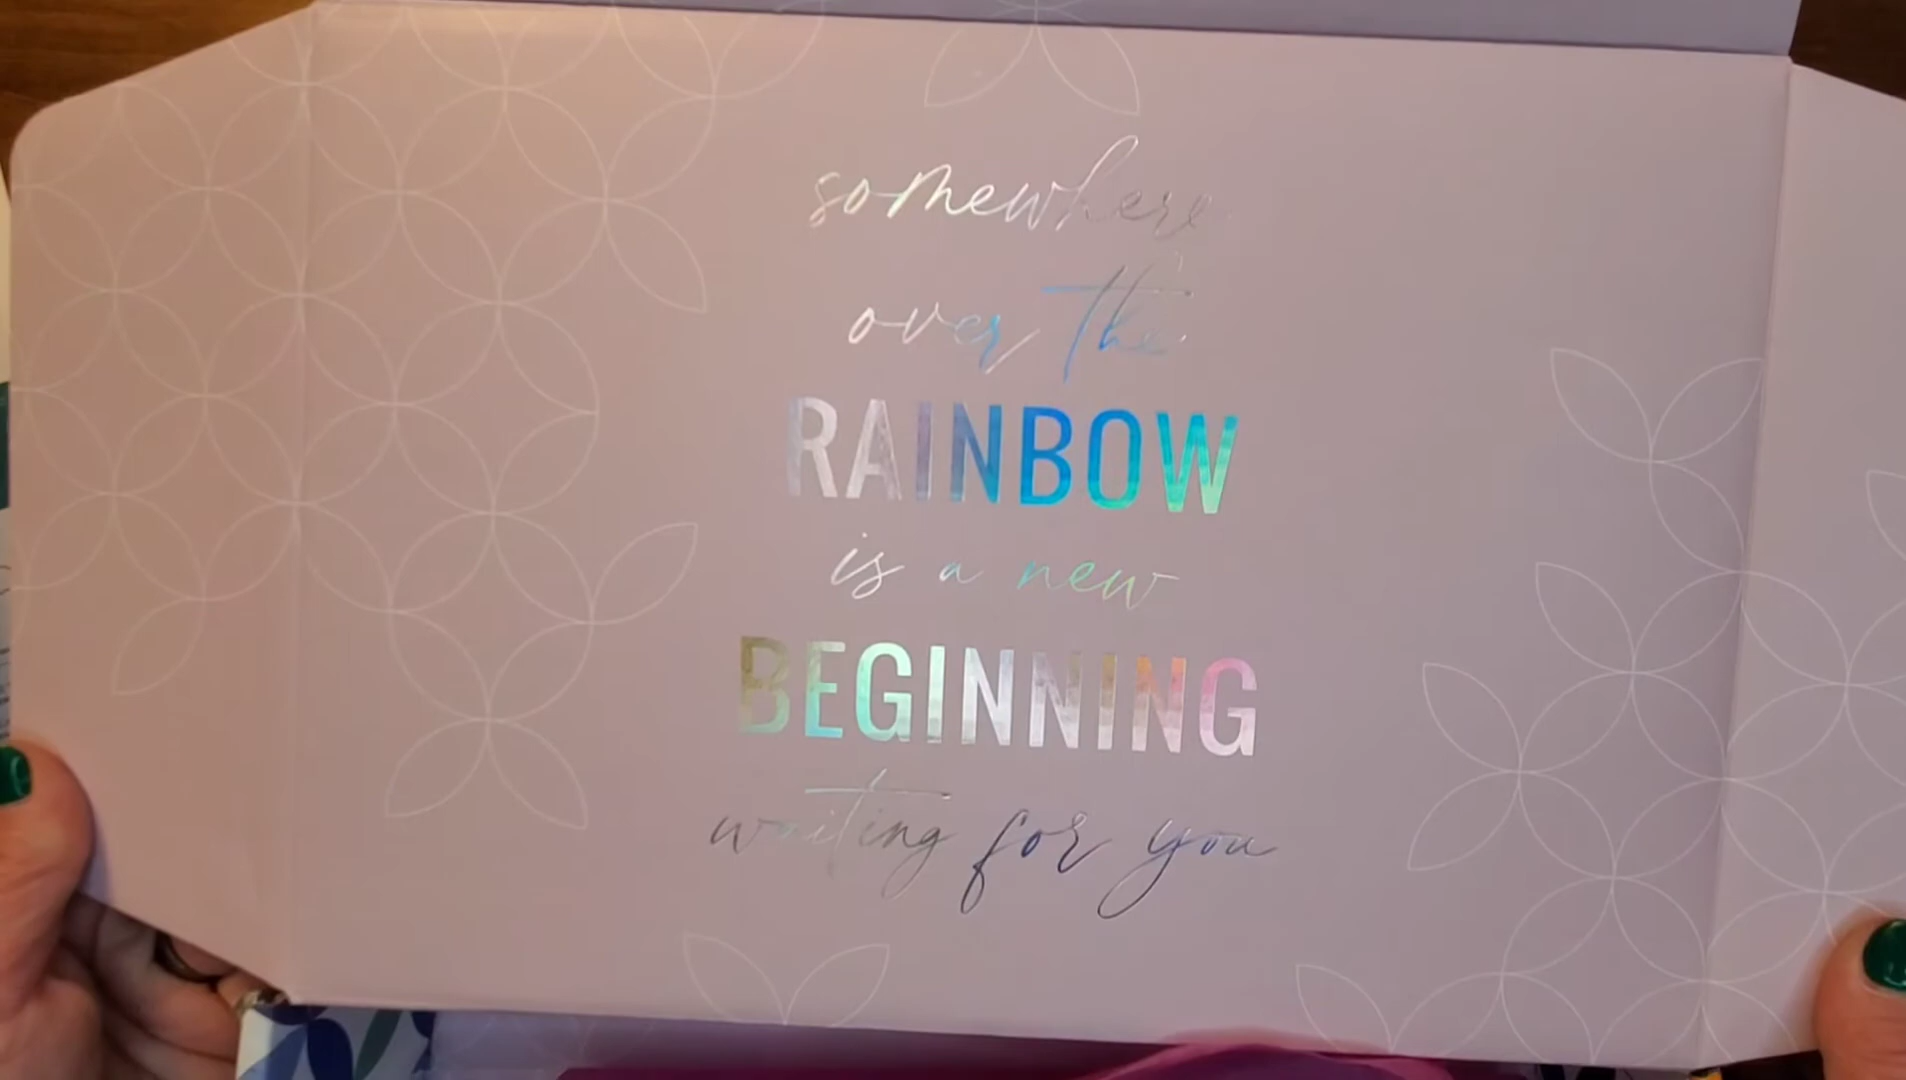 somewhere
over the
RAINBOW
is a new
BEGINNING
waiting for you